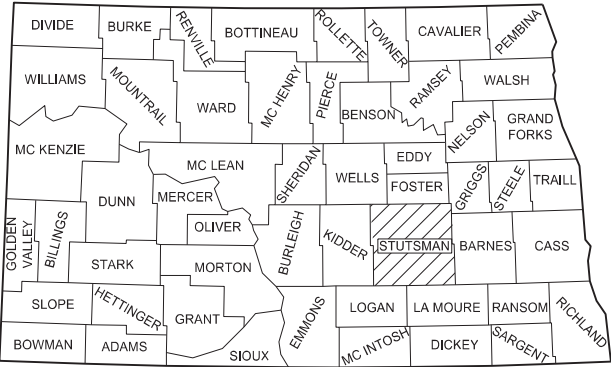 DIVIDE
BURKE
RENVILLE
BOTTINEAU
ROLLETTE
TOWNER
CAVALIER
PEMBINA
WILLIAMS
MOUNTRAIL
WARD
MC HENRY
PIERCE
BENSON
RAMSEY
WALSH
NELSON
GRAND
FORKS
MC KENZIE
MC LEAN
SHERIDAN
WELLS
EDDY
FOSTER
GRIGGS
STEELE
TRAILL
DUNN
MERCER
OLIVER
GOLDEN
VALLEY
BILLINGS
STARK
MORTON
BURLEIGH
KIDDER
STUTSMAN
BARNES
CASS
SLOPE
HETTINGER
GRANT
EMMONS
LOGAN
LA MOURE
RANSOM
RICHLAND
BOWMAN
ADAMS
SIOUX
MC INTOSH
DICKEY
SARGENT